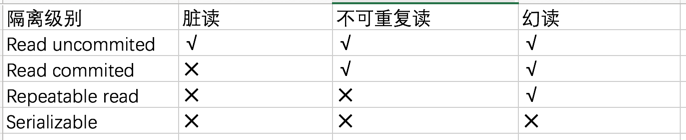 隔离级别 脏读 不可重复读 幻读
Read uncommited √ √ √
Read commited × √ √
Repeatable read × × √
Serializable × × ×